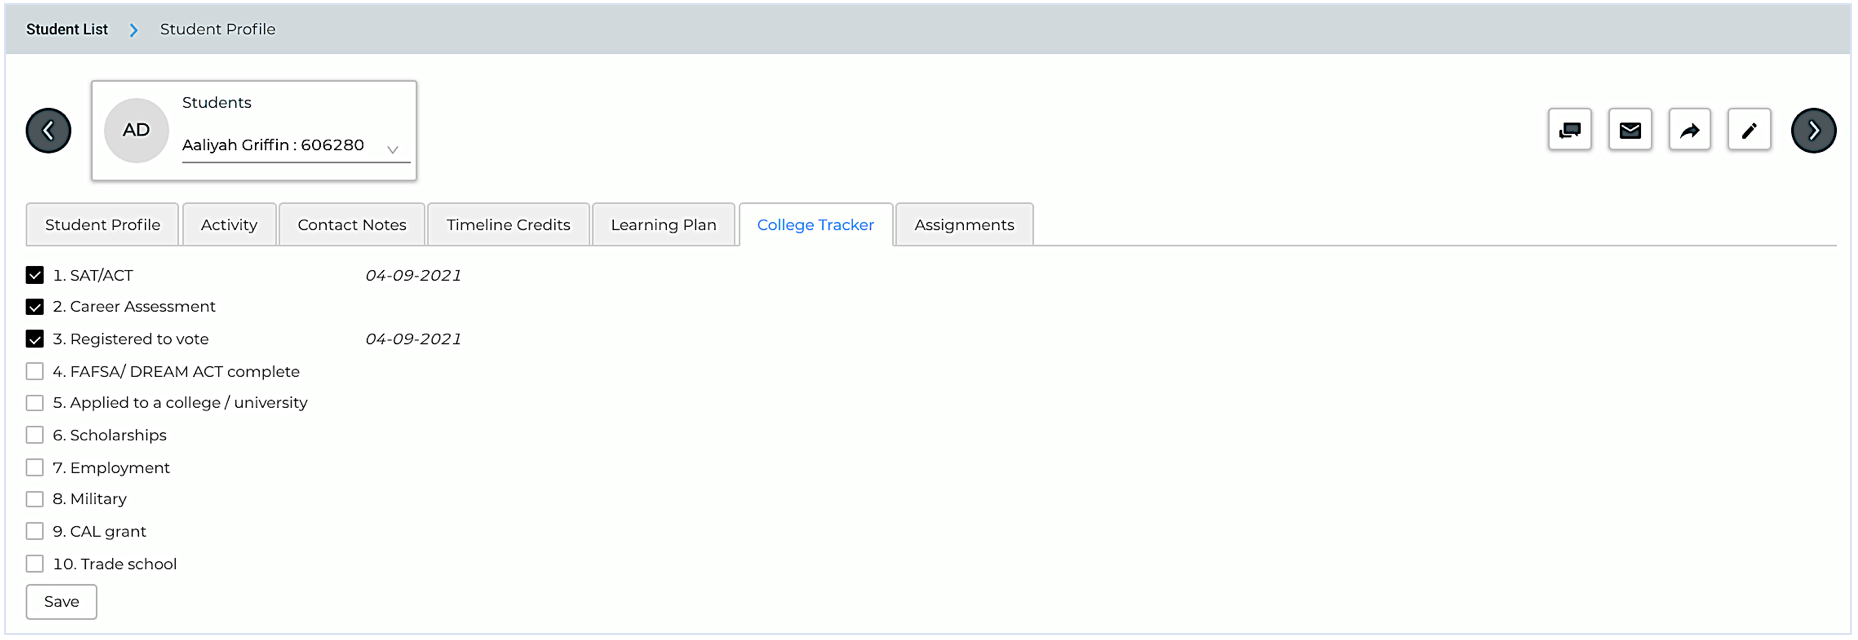 Student List Student Profile
AD
Students
Aaliyah Griffin : 606280
Student Profile Activity Contact Notes Timeline Credits Learning Plan College Tracker Assignments
1. SAT/ACT 04-09-2021
2. Career Assessment
3. Registered to vote 04-09-2021
4. FAFSA/ DREAM ACT complete
5. Applied to a college / university
6. Scholarships
7. Employment
8. Military
9. CAL grant
10. Trade school
Save